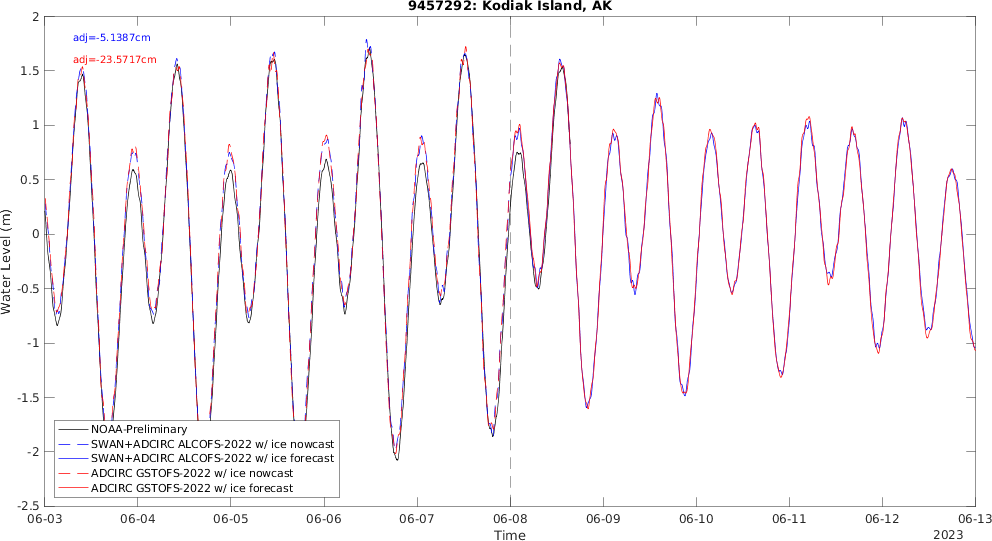 9457292: Kodiak Island, AK
adj=-5.1387cm
adj=-23.5717cm
Water Level (m)
2
1.5
1
0.5
0
-0.5
-1
-1.5
-2
-2.5
NOAA-Preliminary
SWAN+ADCIRC ALCOFS-2022 w/ ice nowcast
SWAN+ADCIRC ALCOFS-2022 w/ ice forecast
ADCIRC GSTOFS-2022 w/ ice nowcast
ADCIRC GSTOFS-2022 w/ ice forecast
06-03 06-04 06-05 06-06 06-07 06-08 06-09 06-10 06-11 06-12 06-13
Time
2023